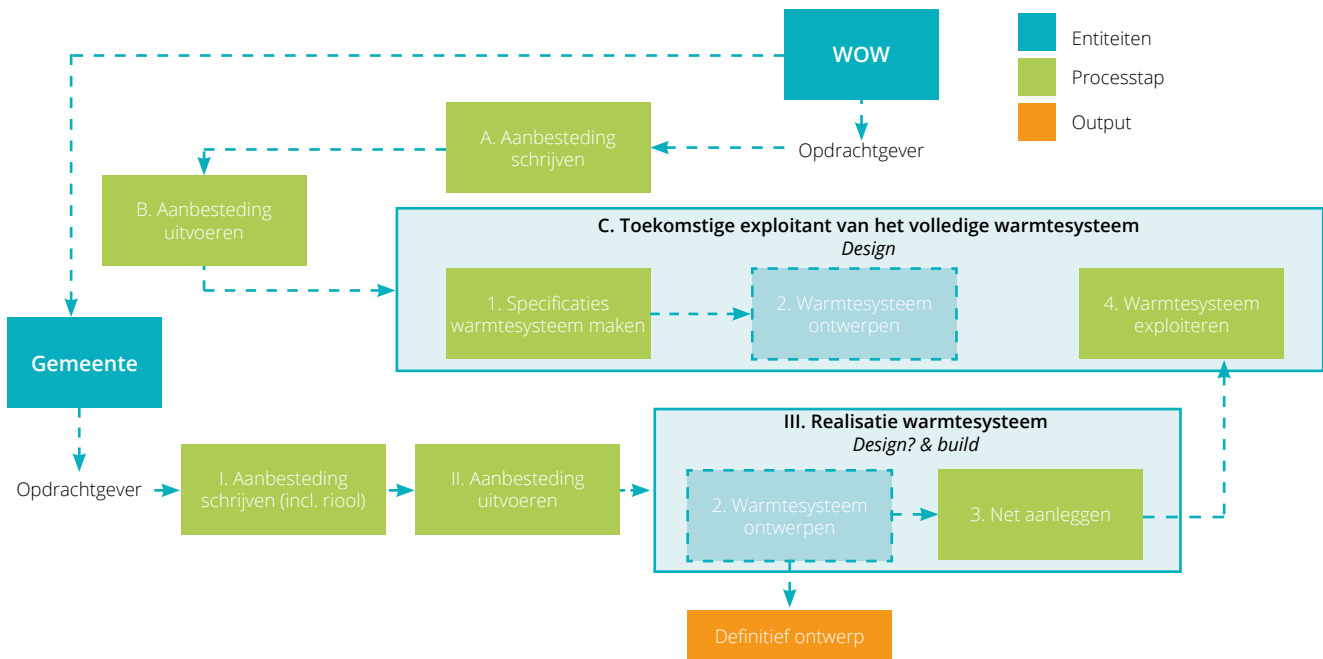 WOW
Entiteiten
Processtap
Output
A. Aanbesteding
schrijven
Opdrachtgever
B. Aanbesteding
uitvoeren
C. Toekomstige exploitant van het volledige warmtesysteem
Design
1. Specificaties
warmtesysteem maken
2. Warmtesysteem
ontwerpen
4. Warmtesysteem
exploiteren
Gemeente
III. Realisatie warmtesysteem
Design? & build
Opdrachtgever
I. Aanbesteding
schrijven (incl. riool)
II. Aanbesteding
uitvoeren
2. Warmtesysteem
ontwerpen
3. Net aanleggen
Definitief ontwerp